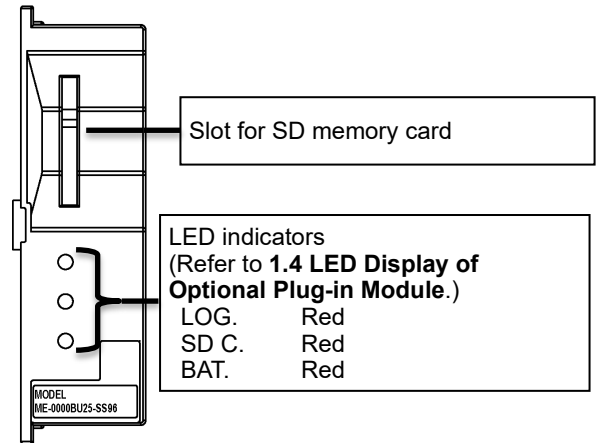 Slot for SD memory card
LED indicators
(Refer to 1.4 LED Display of
Optional Plug-in Module.)
LOG. Red
SD C. Red
BAT. Red
MODEL
ME-0000BU25-SS96